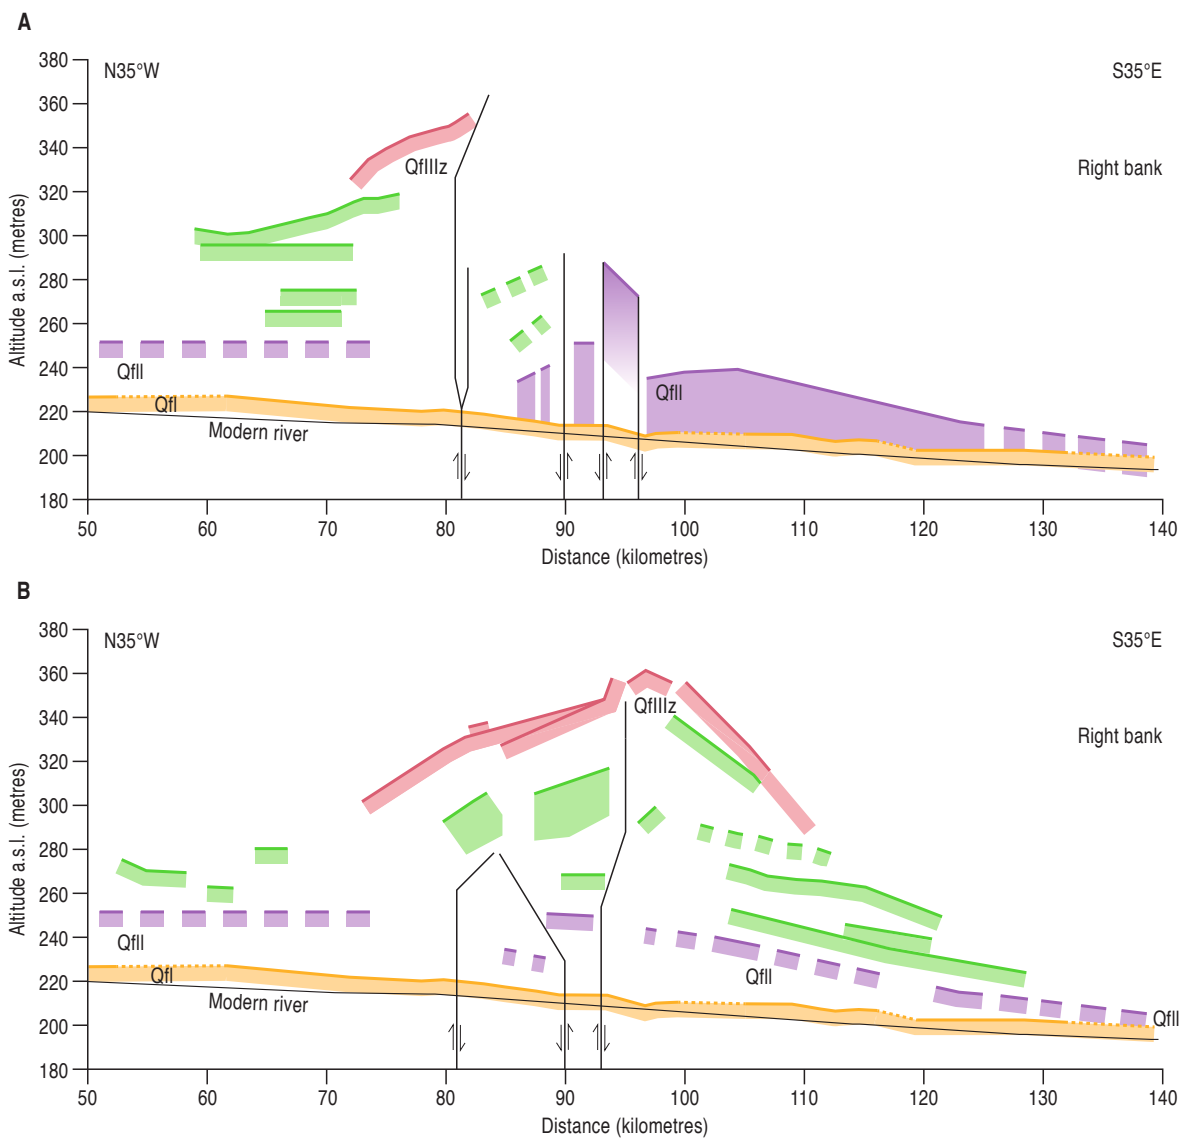 A
380
N35°W
S35°E
360
340
QfIIIz
Right bank
320
300
280
260
240
QfII
QfII
220
QfI
Modern river
200
180
Altitude a.s.l. (metres)
50 60 70 80 90 100 110 120 130 140
Distance (kilometres)
B
380
N35°W
S35°E
360
QfIIIz
340
Right bank
320
300
280
260
240
QfII
QfII
220
QfI
Modern river
QfII
200
180
Altitude a.s.l. (metres)
50 60 70 80 90 100 110 120 130 140
Distance (kilometres)